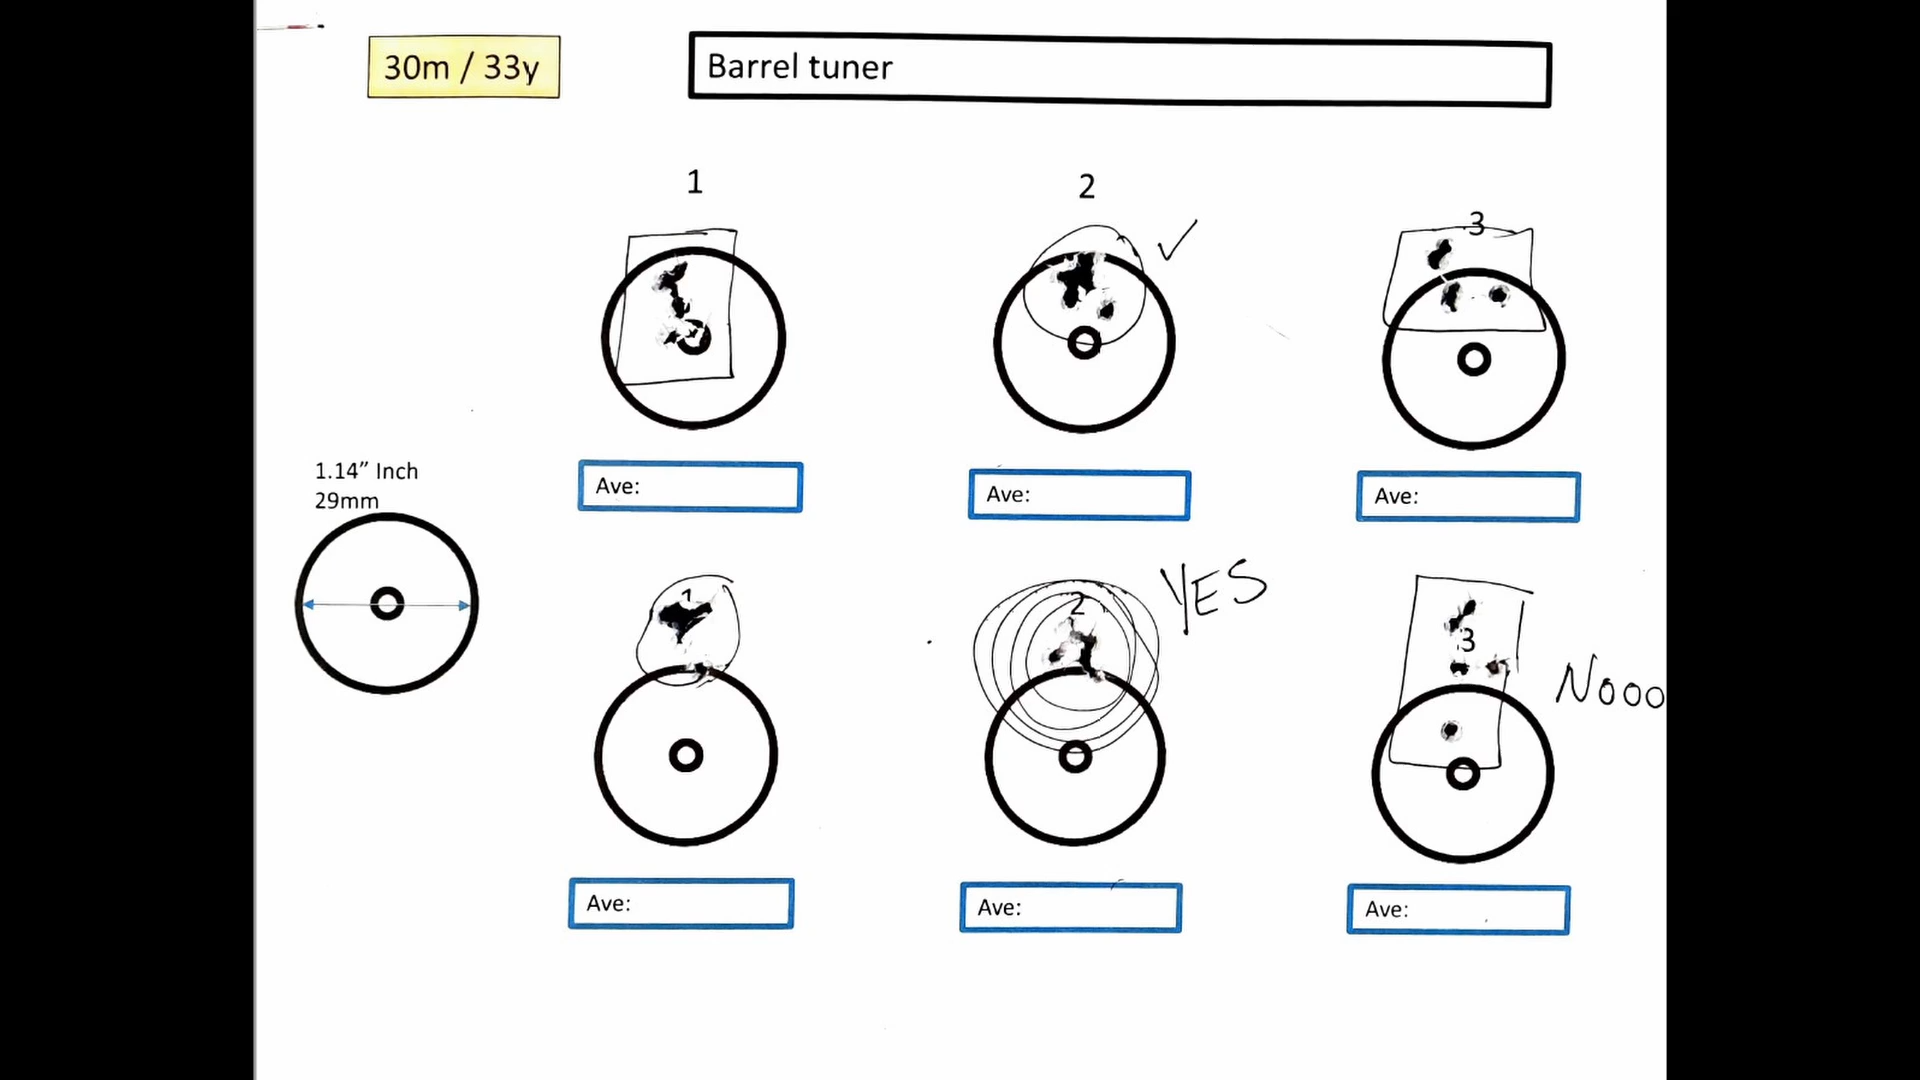 30m / 33y
Barrel tuner
1
2
3
Ave:
Ave:
Ave:
1.14” Inch
29mm
1
2
YES
3
Nooo
Ave:
Ave:
Ave: